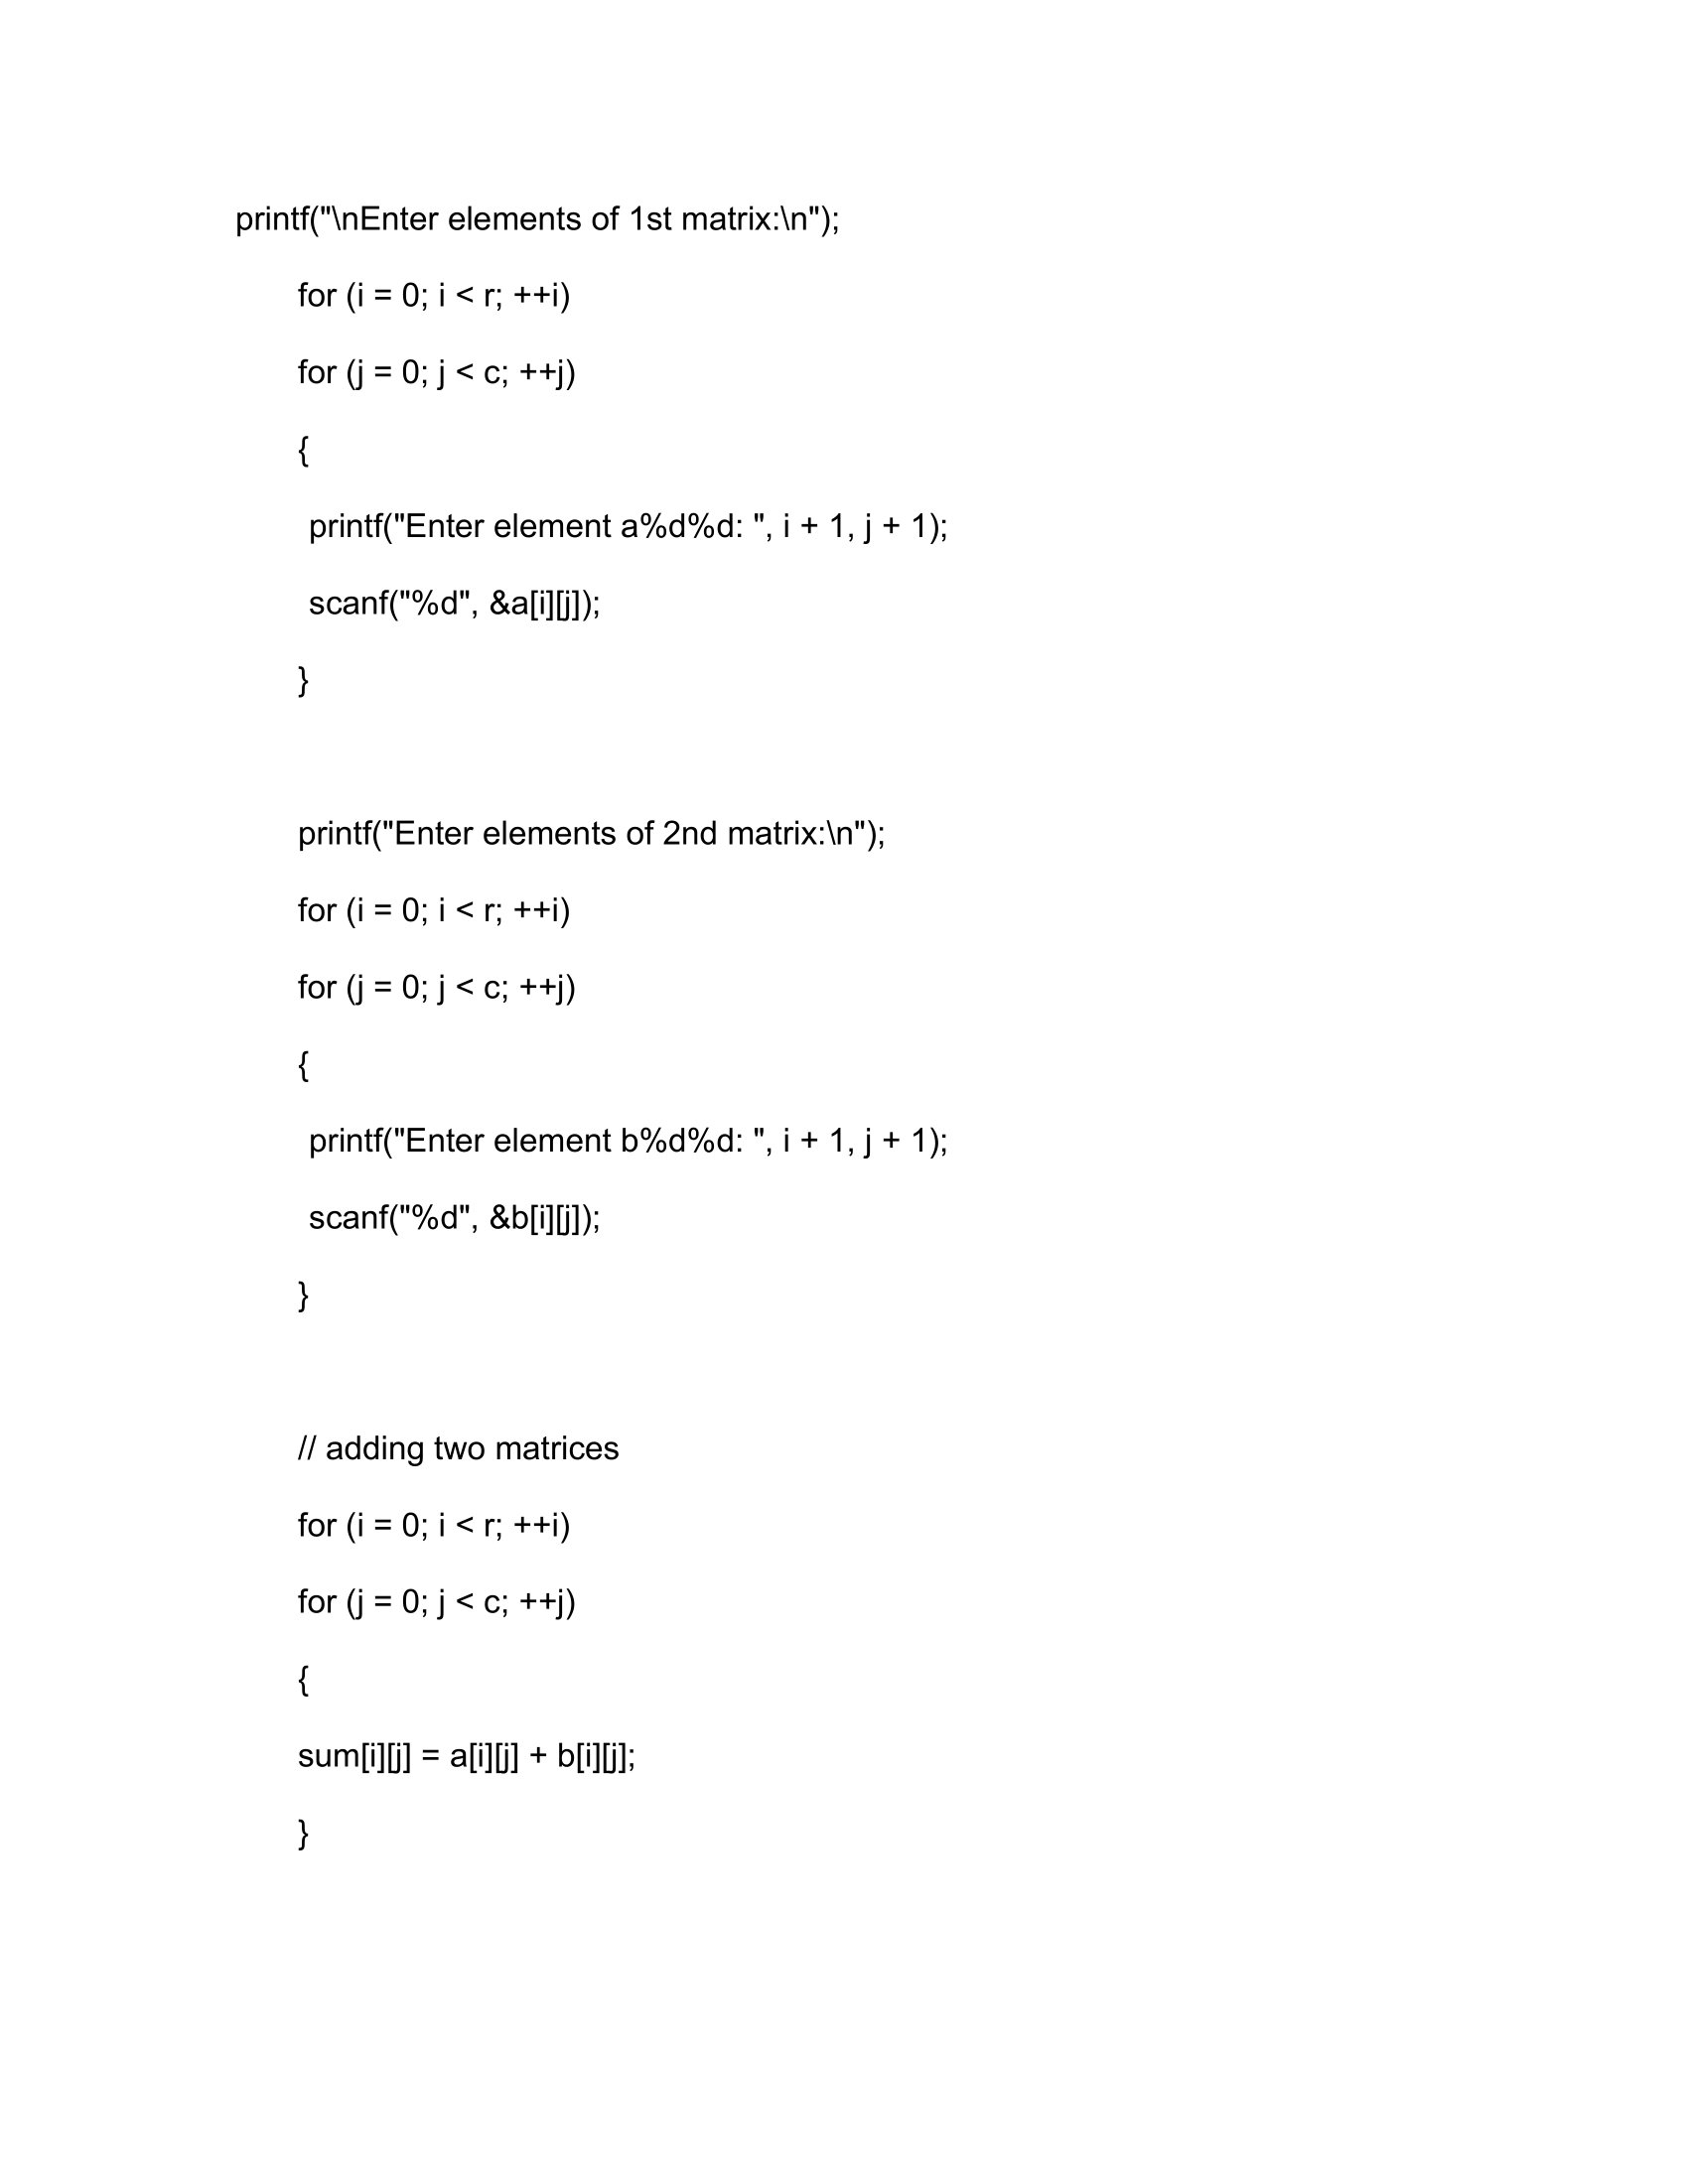 printf("\nEnter elements of 1st matrix:\n");
for (i = 0; i < r; ++i)
for (j = 0; j < c; ++j)
{
printf("Enter element a%d%d: ", i + 1, j + 1);
scanf("%d", &a[i][j]);
}
printf("Enter elements of 2nd matrix:\n");
for (i = 0; i < r; ++i)
for (j = 0; j < c; ++j)
{
printf("Enter element b%d%d: ", i + 1, j + 1);
scanf("%d", &b[i][j]);
}
// adding two matrices
for (i = 0; i < r; ++i)
for (j = 0; j < c; ++j)
{
sum[i][j] = a[i][j] + b[i][j];
}